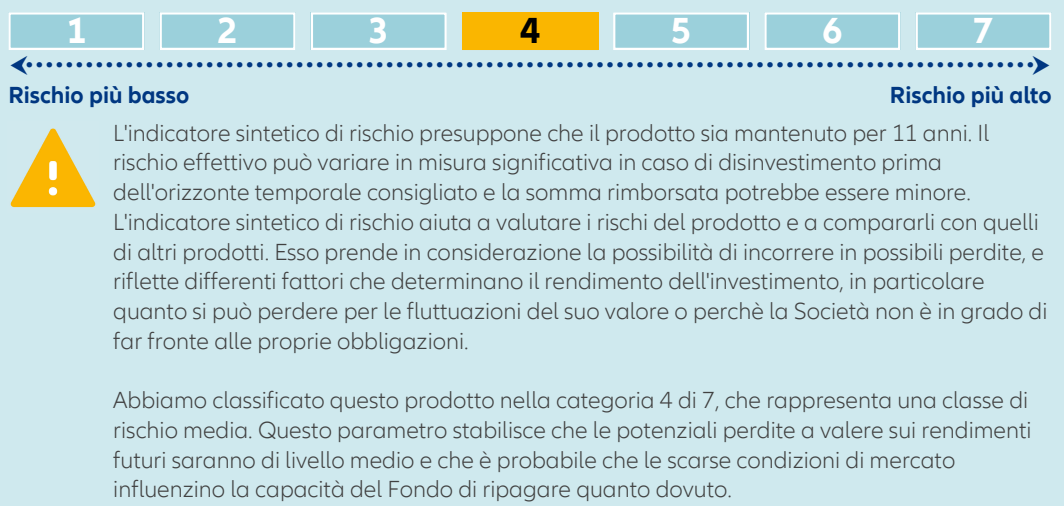 1 2 3 4 5 6 7
Rischio più basso Rischio più alto
L'indicatore sintetico di rischio presuppone che il prodotto sia mantenuto per 11 anni. Il
rischio effettivo può variare in misura significativa in caso di disinvestimento prima
dell'orizzonte temporale consigliato e la somma rimborsata potrebbe essere minore.
L'indicatore sintetico di rischio aiuta a valutare i rischi del prodotto e a compararli con quelli
di altri prodotti. Esso prende in considerazione la possibilità di incorrere in possibili perdite, e
riflette differenti fattori che determinano il rendimento dell'investimento, in particolare
quanto si può perdere per le fluttuazioni del suo valore o perchè la Società non è in grado di
far fronte alle proprie obbligazioni.
Abbiamo classificato questo prodotto nella categoria 4 di 7, che rappresenta una classe di
rischio media. Questo parametro stabilisce che le potenziali perdite a valere sui rendimenti
futuri saranno di livello medio e che è probabile che le scarse condizioni di mercato
influenzino la capacità del Fondo di ripagare quanto dovuto.